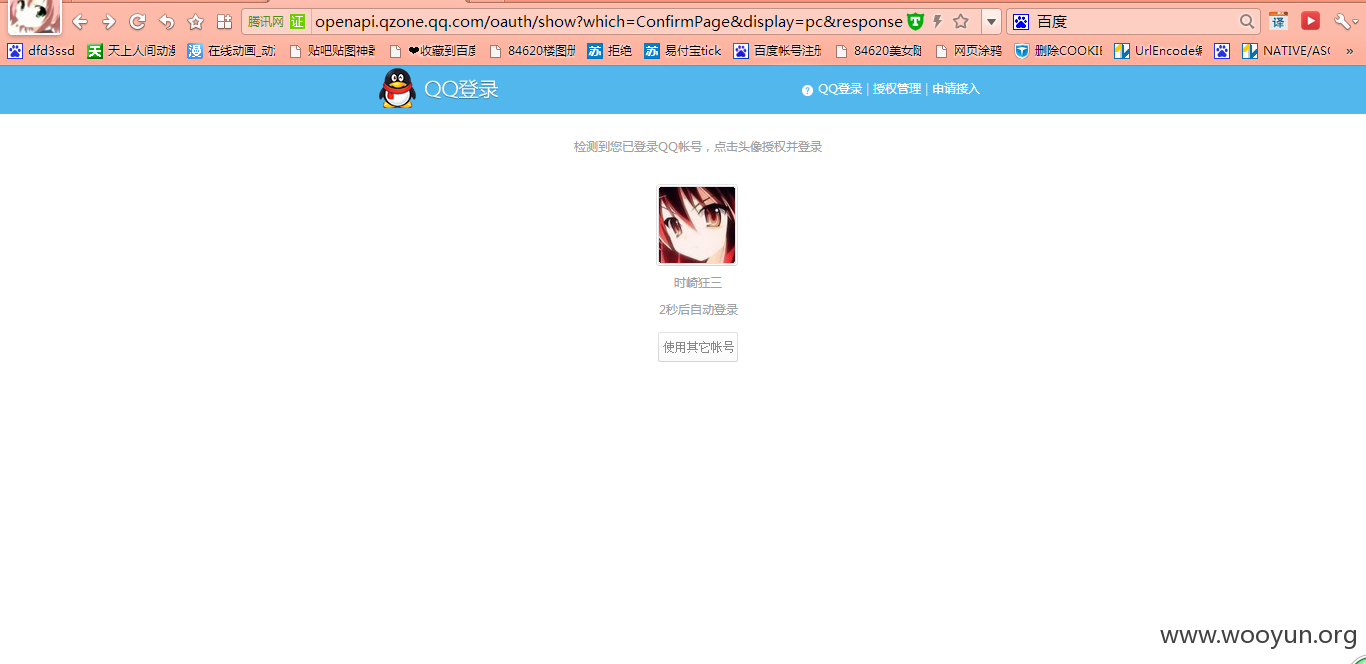 腾讯网 证 openapi.qzone.qq.com/oauth/show?which=ConfirmPage&display=pc&response 百度 译
dfd3ssd 天 天上人间动漫 漫 在线动画_动 贴吧贴图神器 ❤收藏到百度 84620楼图册 苏 拒绝 苏 易付宝tick 百度帐号注册 84620美女贴 网页涂鸦 删除COOKIE UrlEncode编 NATIVE/ASC »
QQ登录
? QQ登录 | 授权管理 | 申请接入
检测到您已登录QQ帐号，点击头像授权并登录
时崎狂三
2秒后自动登录
使用其它帐号
www.wooyun.org